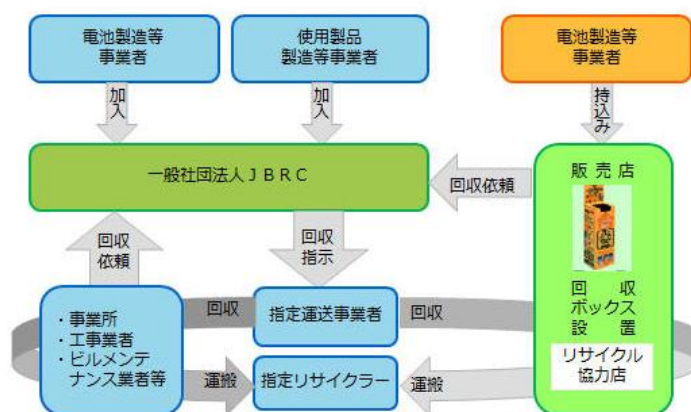 電池製造等
事業者
使用製品
製造等事業者
電池製造等
事業者
加入
加入
持込み
一般社団法人ＪＢＲＣ
回収依頼
販売店
回収
依頼
回収
指示
回収
ボックス
設置
リサイクル
協力店
・事業所
・工事業者
・ビルメンテ
ナンス業者等
回収
指定運送事業者
回収
運搬
指定リサイクラー
運搬